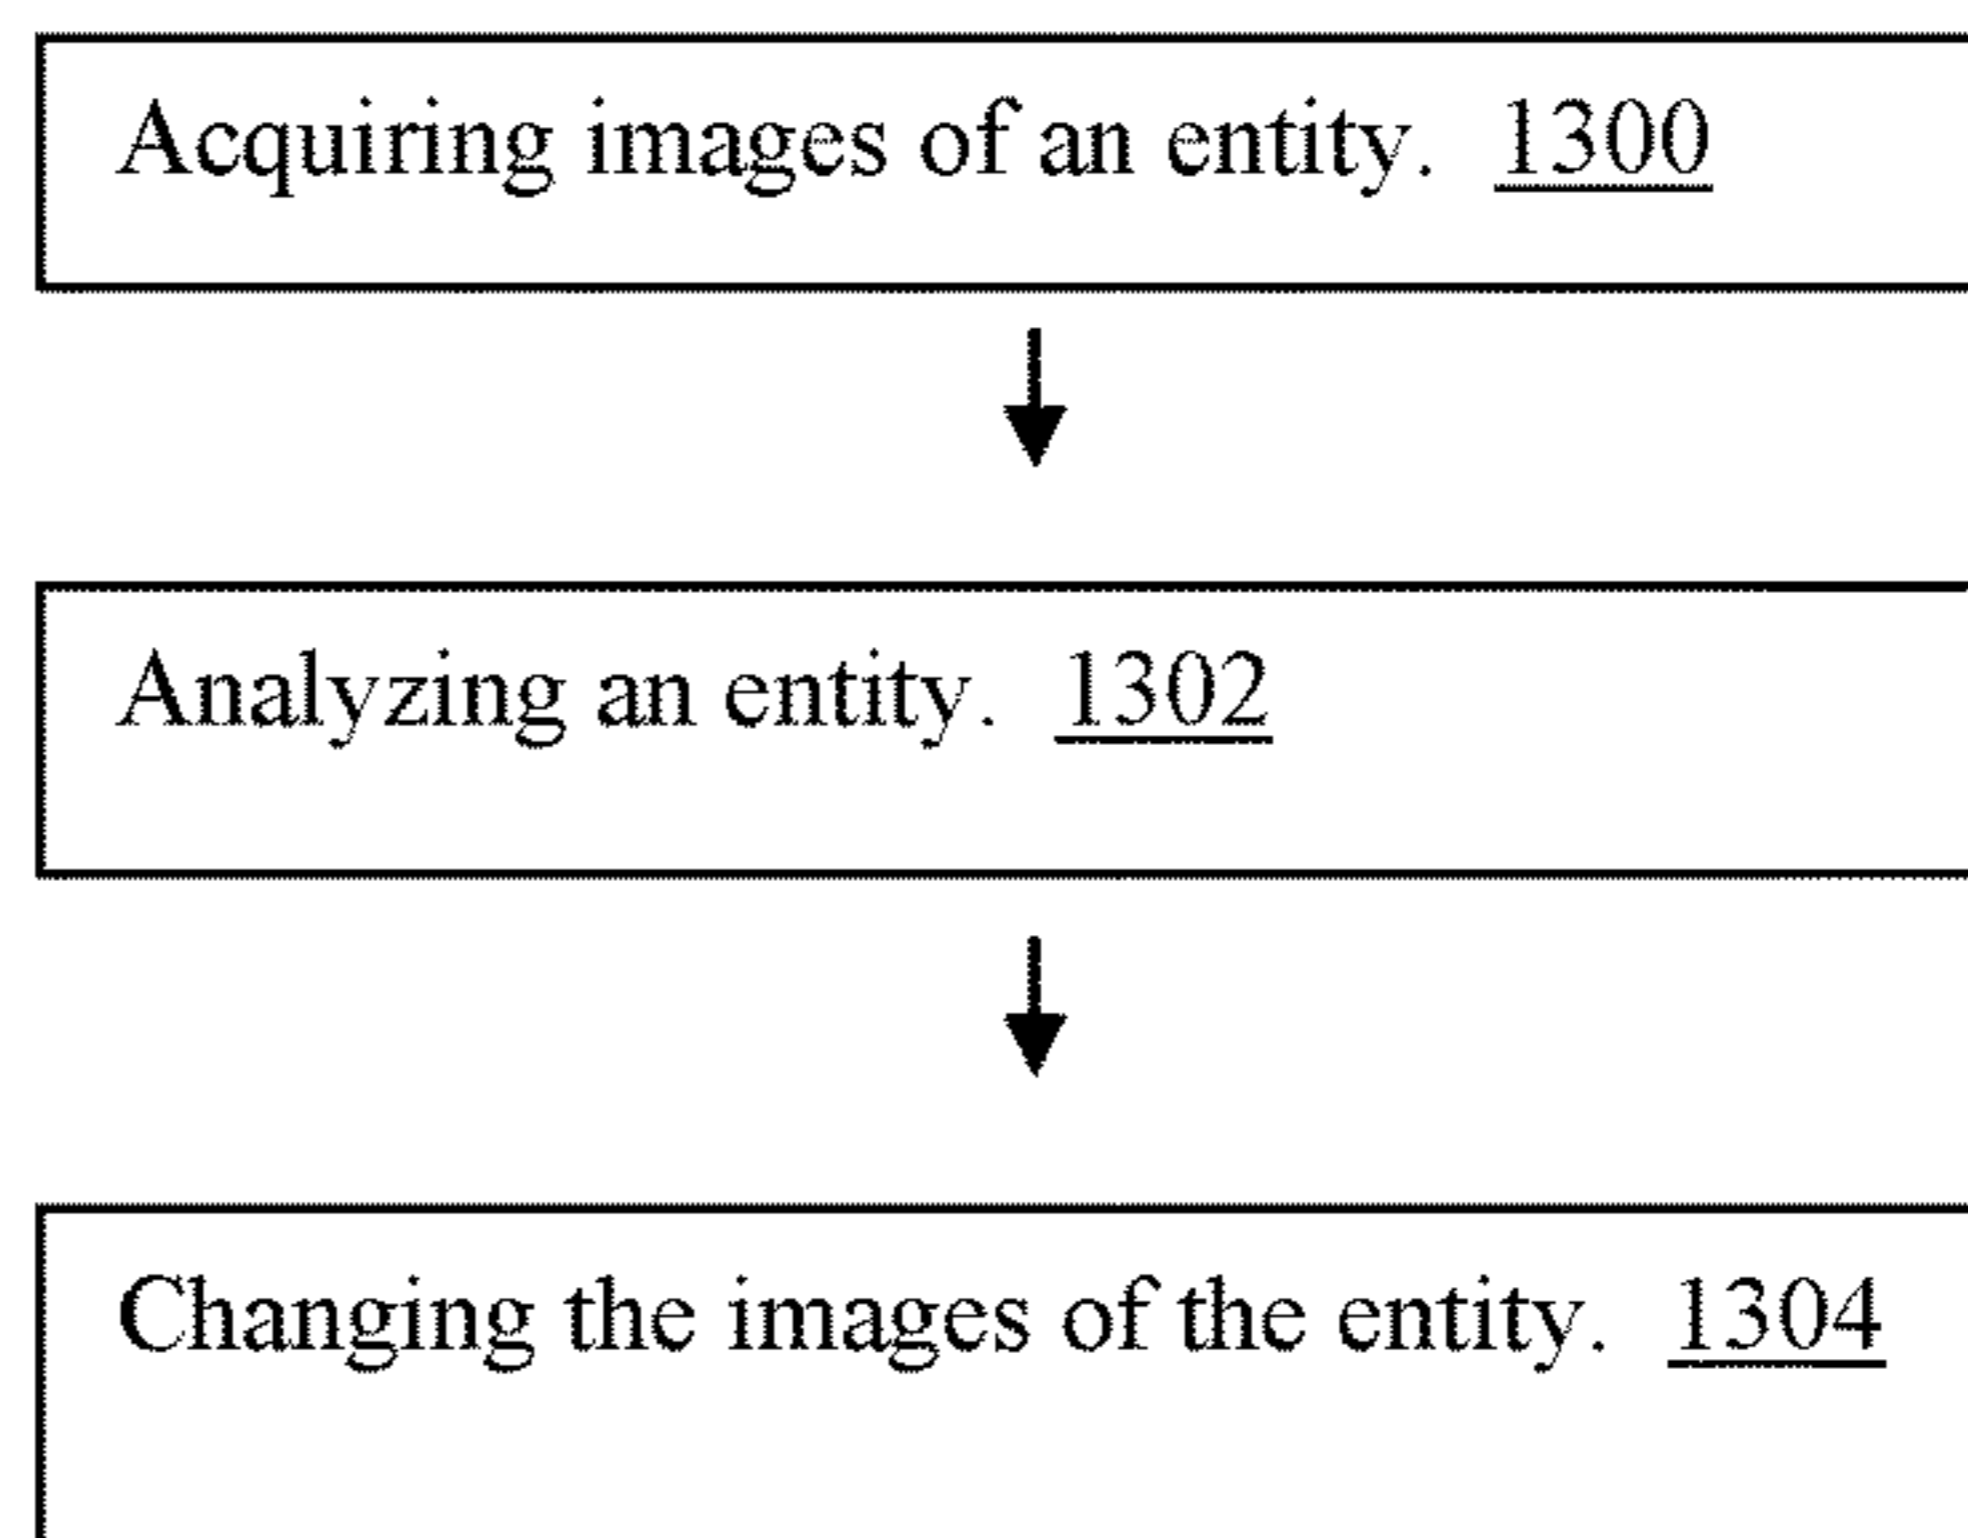 Acquiring images of an entity. 1300
Analyzing an entity. 1302
Changing the images of the entity. 1304